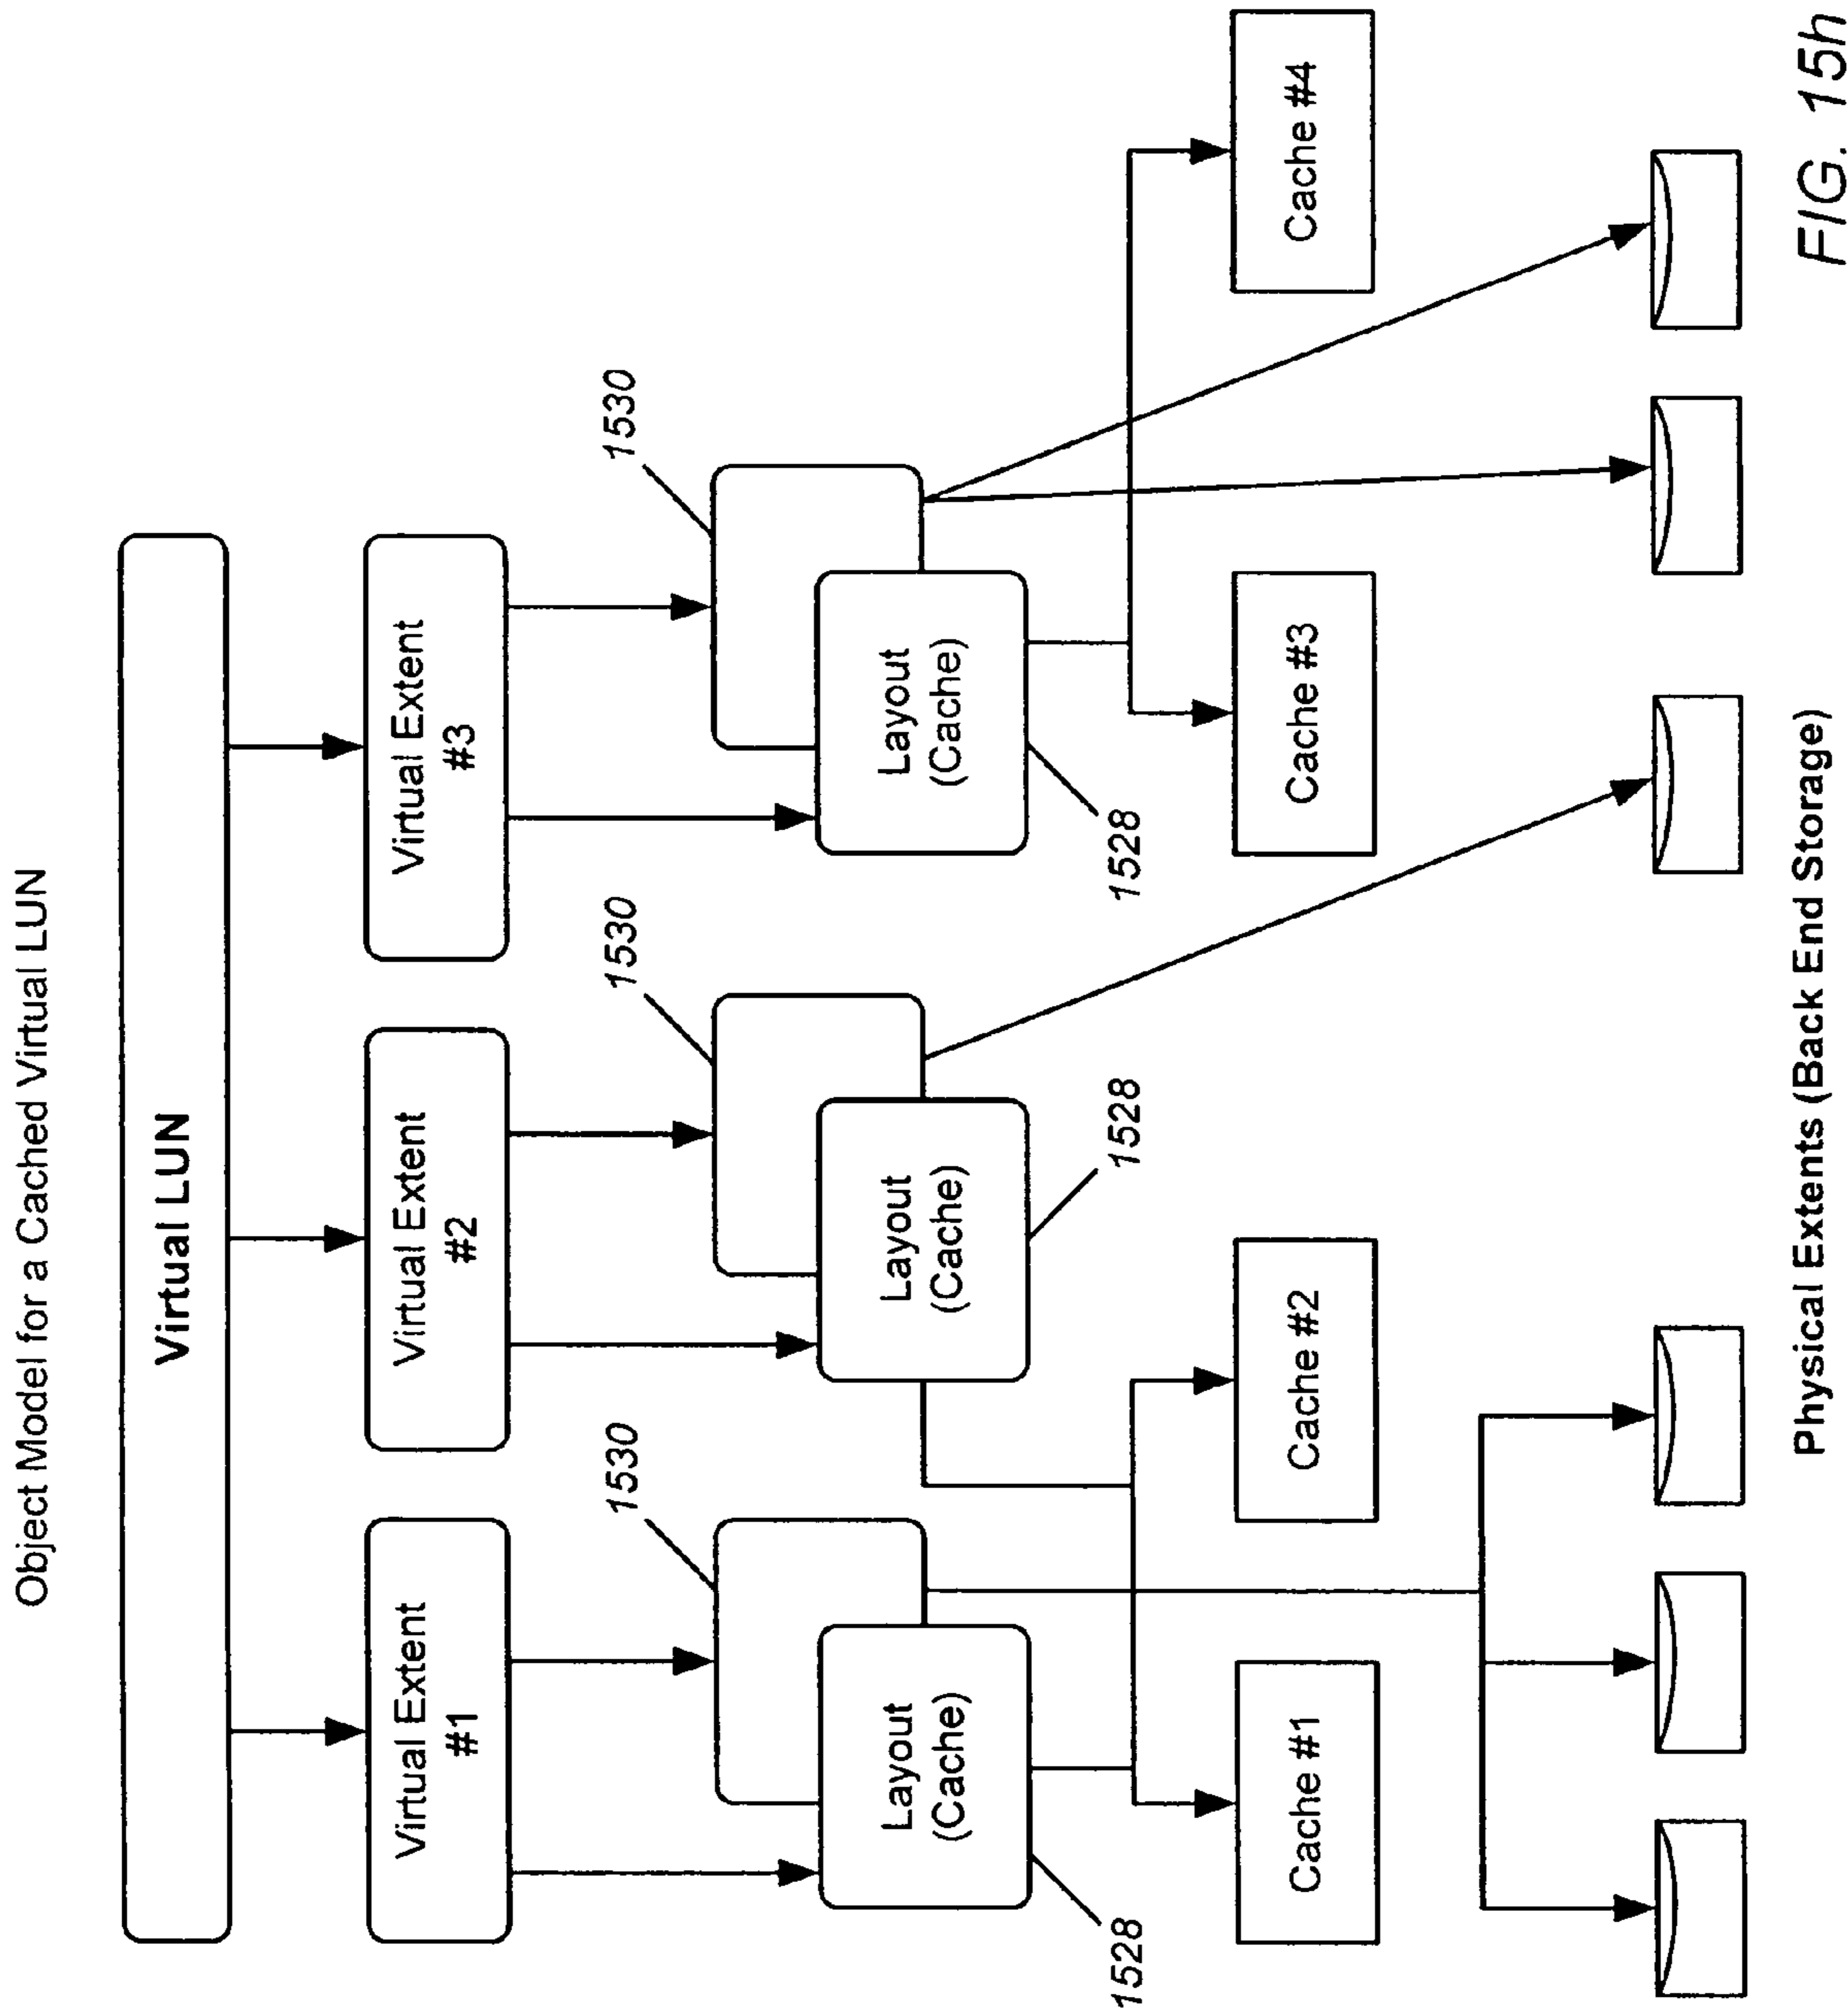 Object Model for a Cached Virtual LUN
Virtual LUN
Virtual Extent
#1
Virtual Extent
#2
Virtual Extent
#3
1530
1530
1530
Layout
(Cache)
Layout
(Cache)
Layout
(Cache)
1528
1528
1528
Cache #1
Cache #2
Cache #3
Cache #4
Physical Extents (Back End Storage)
FIG. 15h